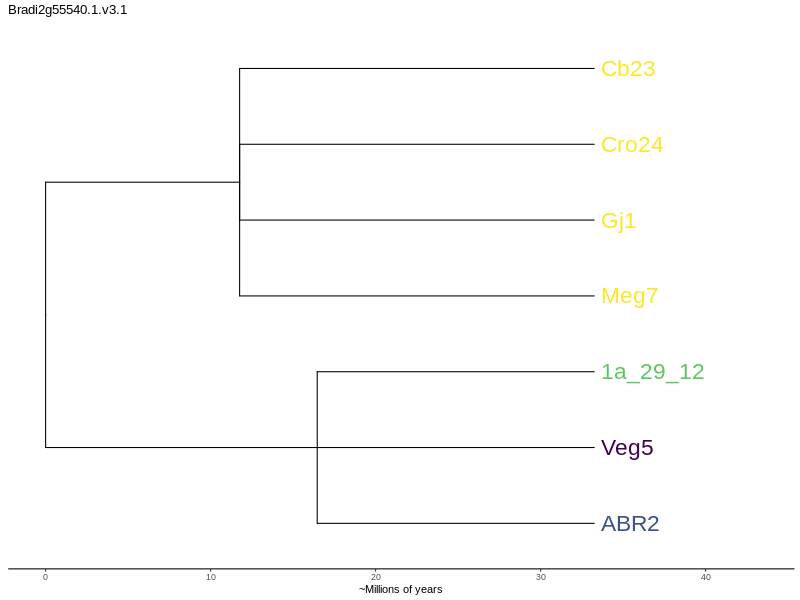 Bradi2g55540.1.v3.1
Cb23
Cro24
Gj1
Meg7
1a_29_12
Veg5
ABR2
0 10 20 30 40
~Millions of years